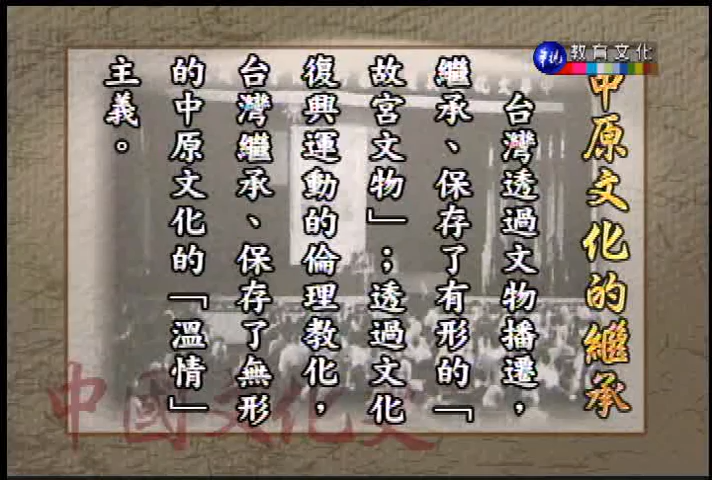 華視 教育文化
中原文化的繼承
台灣透過文物播遷，
繼承、保存了有形的「
故宮文物」；透過文化
復興運動的倫理教化，
台灣繼承、保存了無形
的中原文化的「溫情」
主義。
中國文化史